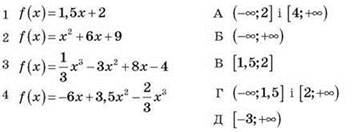 1 f(x)=1,5x+2
2 f(x)=x²+6x+9
3 f(x)=1/3x³−3x²+8x−4
4 f(x)=−6x+3,5x²−2/3x³
А (−∞;2] і [4;+∞)
Б (−∞;+∞)
В [1,5;2]
Г (−∞;1,5] і [2;+∞)
Д [−3;+∞)